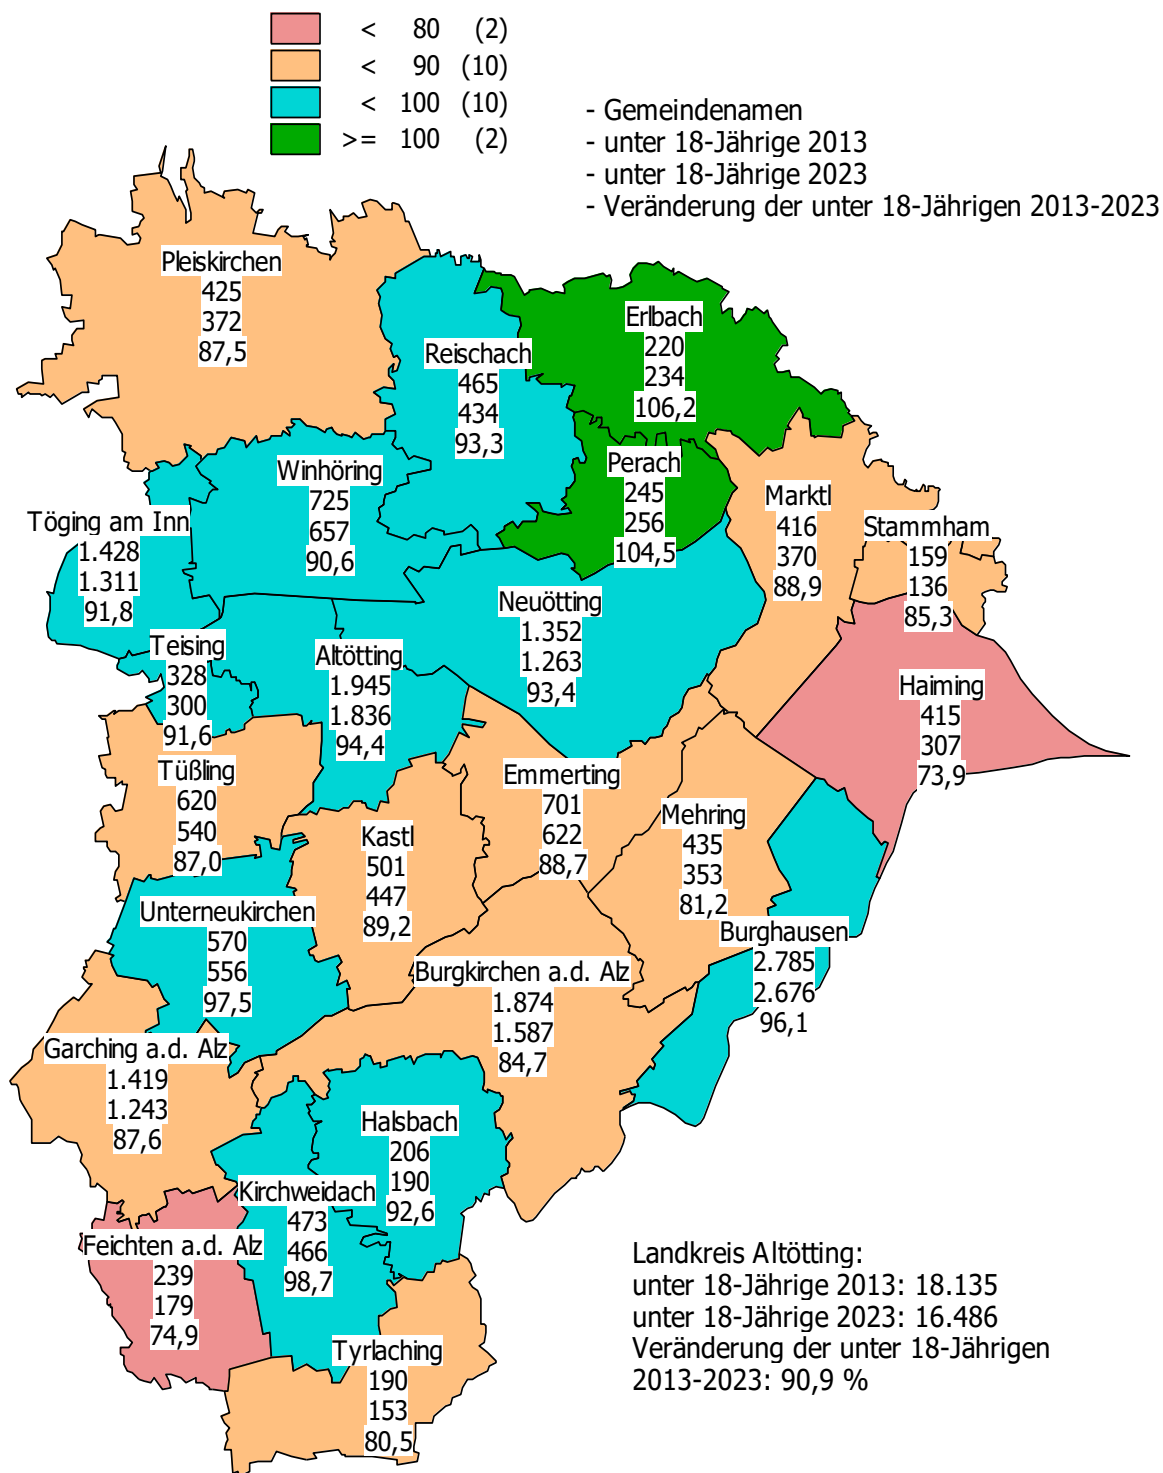 < 80 (2)
< 90 (10)
< 100 (10)
>= 100 (2)
- Gemeindenamen
- unter 18-Jährige 2013
- unter 18-Jährige 2023
- Veränderung der unter 18-Jährigen 2013-2023
Pleiskirchen
425
372
87,5
Erlbach
220
234
106,2
Reischach
465
434
93,3
Perach
245
256
104,5
Winhöring
725
657
90,6
Marktl
416
370
88,9
Töging am Inn
1.428
1.311
91,8
Stammham
159
136
85,3
Neuötting
1.352
1.263
93,4
Teising
328
300
91,6
Altötting
1.945
1.836
94,4
Haiming
415
307
73,9
Tüßling
620
540
87,0
Emmerting
701
622
88,7
Mehring
435
353
81,2
Kastl
501
447
89,2
Unterneukirchen
570
556
97,5
Burghausen
2.785
2.676
96,1
Burgkirchen a.d. Alz
1.874
1.587
84,7
Garching a.d. Alz
1.419
1.243
87,6
Halsbach
206
190
92,6
Kirchweidach
473
466
98,7
Feichten a.d. Alz
239
179
74,9
Tyrlaching
190
153
80,5
Landkreis Altötting:
unter 18-Jährige 2013: 18.135
unter 18-Jährige 2023: 16.486
Veränderung der unter 18-Jährigen
2013-2023: 90,9 %